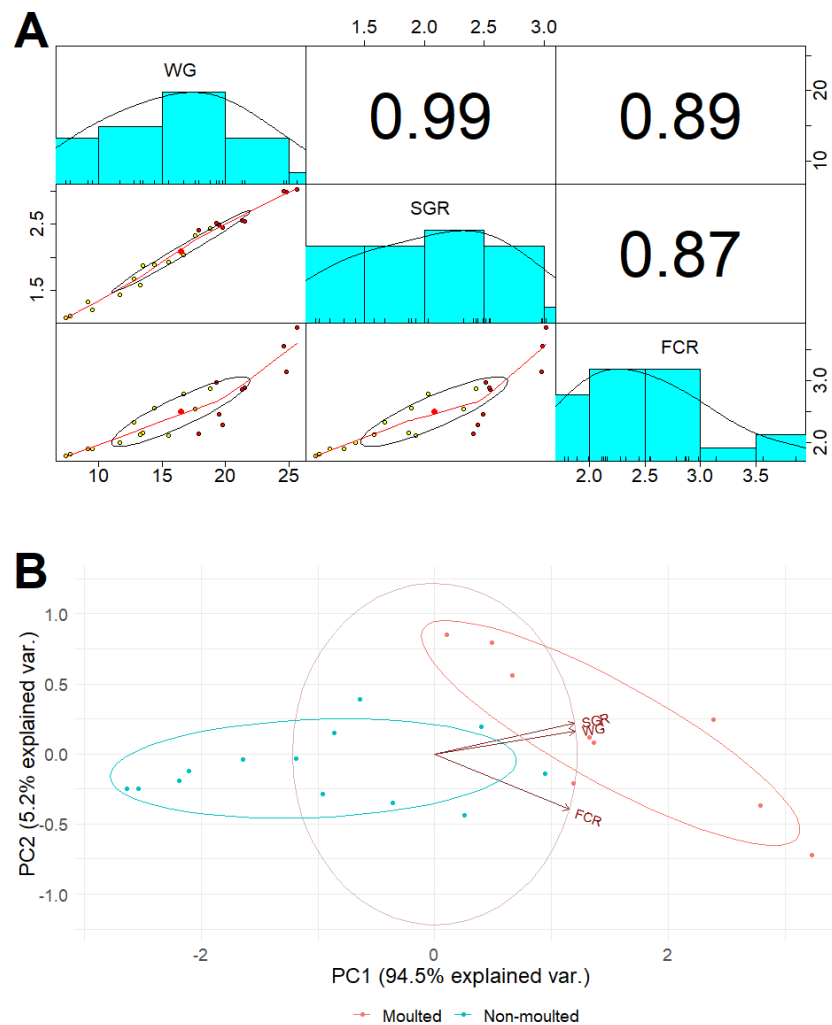 A
1.5 2.0 2.5 3.0
WG
0.99
0.89
10 20
1.5 2.5
SGR
0.87
FCR
2.0 3.0
10 15 20 25
2.0 2.5 3.0 3.5
B
PC2 (5.2% explained var.)
1.0
0.5
0.0
-0.5
-1.0
SGR
WG
FCR
-2 0 2
PC1 (94.5% explained var.)
Moulted Non-moulted